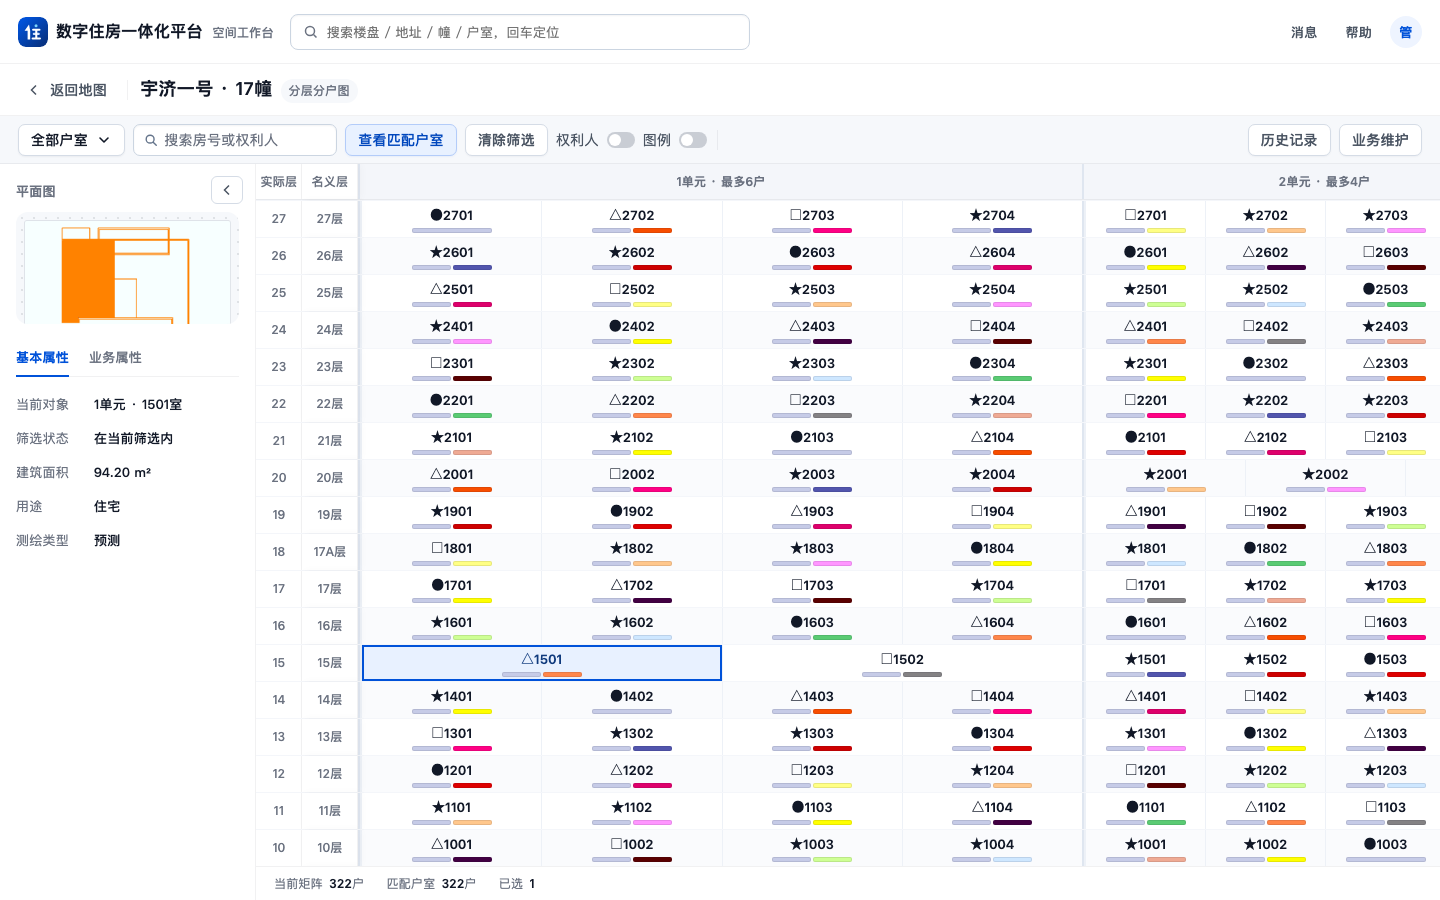 住 数字住房一体化平台 空间工作台 搜索楼盘 / 地址 / 幢 / 户室，回车定位 消息 帮助 管
返回地图 宇济一号 · 17幢 分层分户图
全部户室 搜索房号或权利人 查看匹配户室 清除筛选 权利人 图例 历史记录 业务维护
平面图
基本属性 业务属性
当前对象 1单元 · 1501室
筛选状态 在当前筛选内
建筑面积 94.20 m²
用途 住宅
测绘类型 预测
实际层 名义层 1单元 · 最多6户 2单元 · 最多4户
27 27层 ●2701 △2702 □2703 ★2704 □2701 ★2702 ★2703
26 26层 ★2601 ★2602 ●2603 △2604 ●2601 △2602 □2603
25 25层 △2501 □2502 ★2503 ★2504 ★2501 ★2502 ●2503
24 24层 ★2401 ●2402 △2403 □2404 △2401 □2402 ★2403
23 23层 □2301 ★2302 ★2303 ●2304 ★2301 ●2302 △2303
22 22层 ●2201 △2202 □2203 ★2204 □2201 ★2202 ★2203
21 21层 ★2101 ★2102 ●2103 △2104 ●2101 △2102 □2103
20 20层 △2001 □2002 ★2003 ★2004 ★2001 ★2002
19 19层 ★1901 ●1902 △1903 □1904 △1901 □1902 ★1903
18 17A层 □1801 ★1802 ★1803 ●1804 ★1801 ●1802 △1803
17 17层 ●1701 △1702 □1703 ★1704 □1701 ★1702 ★1703
16 16层 ★1601 ★1602 ●1603 △1604 ●1601 △1602 □1603
15 15层 △1501 □1502 ★1501 ★1502 ●1503
14 14层 ★1401 ●1402 △1403 □1404 △1401 □1402 ★1403
13 13层 □1301 ★1302 ★1303 ●1304 ★1301 ●1302 △1303
12 12层 ●1201 △1202 □1203 ★1204 □1201 ★1202 ★1203
11 11层 ★1101 ★1102 ●1103 △1104 ●1101 △1102 □1103
10 10层 △1001 □1002 ★1003 ★1004 ★1001 ★1002 ●1003
当前矩阵 322户 匹配户室 322户 已选 1